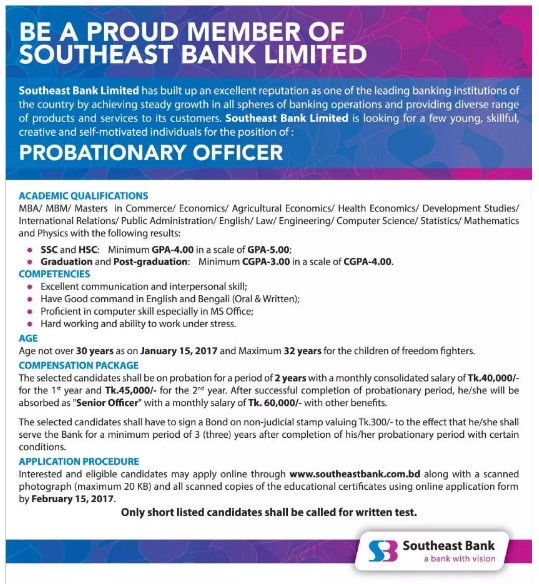 BE A PROUD MEMBER OF
SOUTHEAST BANK LIMITED
Southeast Bank Limited has built up an excellent reputation as one of the leading banking institutions of
the country by achieving steady growth in all spheres of banking operations and providing diverse range
of products and services to its customers. Southeast Bank Limited is looking for a few young, skillful,
creative and self-motivated individuals for the position of :
PROBATIONARY OFFICER
ACADEMIC QUALIFICATIONS
MBA/ MBM/ Masters in Commerce/ Economics/ Agricultural Economics/ Health Economics/ Development Studies/
International Relations/ Public Administration/ English/ Law/ Engineering/ Computer Science/ Statistics/ Mathematics
and Physics with the following results:
• SSC and HSC: Minimum GPA-4.00 in a scale of GPA-5.00;
• Graduation and Post-graduation: Minimum CGPA-3.00 in a scale of CGPA-4.00.
COMPETENCIES
• Excellent communication and interpersonal skill;
• Have Good command in English and Bengali (Oral & Written);
• Proficient in computer skill especially in MS Office;
• Hard working and ability to work under stress.
AGE
Age not over 30 years as on January 15, 2017 and Maximum 32 years for the children of freedom fighters.
COMPENSATION PACKAGE
The selected candidates shall be on probation for a period of 2 years with a monthly consolidated salary of Tk.40,000/-
for the 1st year and Tk.45,000/- for the 2nd year. After successful completion of probationary period, he/she will be
absorbed as "Senior Officer" with a monthly salary of Tk. 60,000/- with other benefits.
The selected candidates shall have to sign a Bond on non-judicial stamp valuing Tk.300/- to the effect that he/she shall
serve the Bank for a minimum period of 3 (three) years after completion of his/her probationary period with certain
conditions.
APPLICATION PROCEDURE
Interested and eligible candidates may apply online through www.southeastbank.com.bd along with a scanned
photograph (maximum 20 KB) and all scanned copies of the educational certificates using online application form
by February 15, 2017.
Only short listed candidates shall be called for written test.
Southeast Bank
a bank with vision